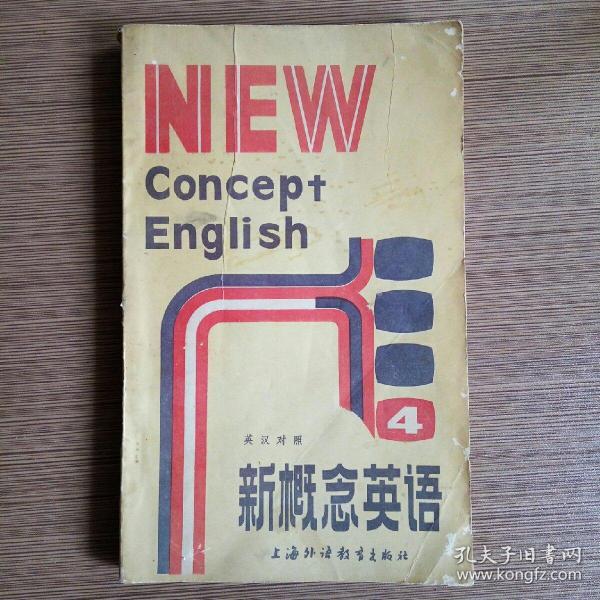 NEW
Concept
English
4
英汉对照
新概念英语
上海外语教育出版社
孔夫子旧书网
www.kongfz.com